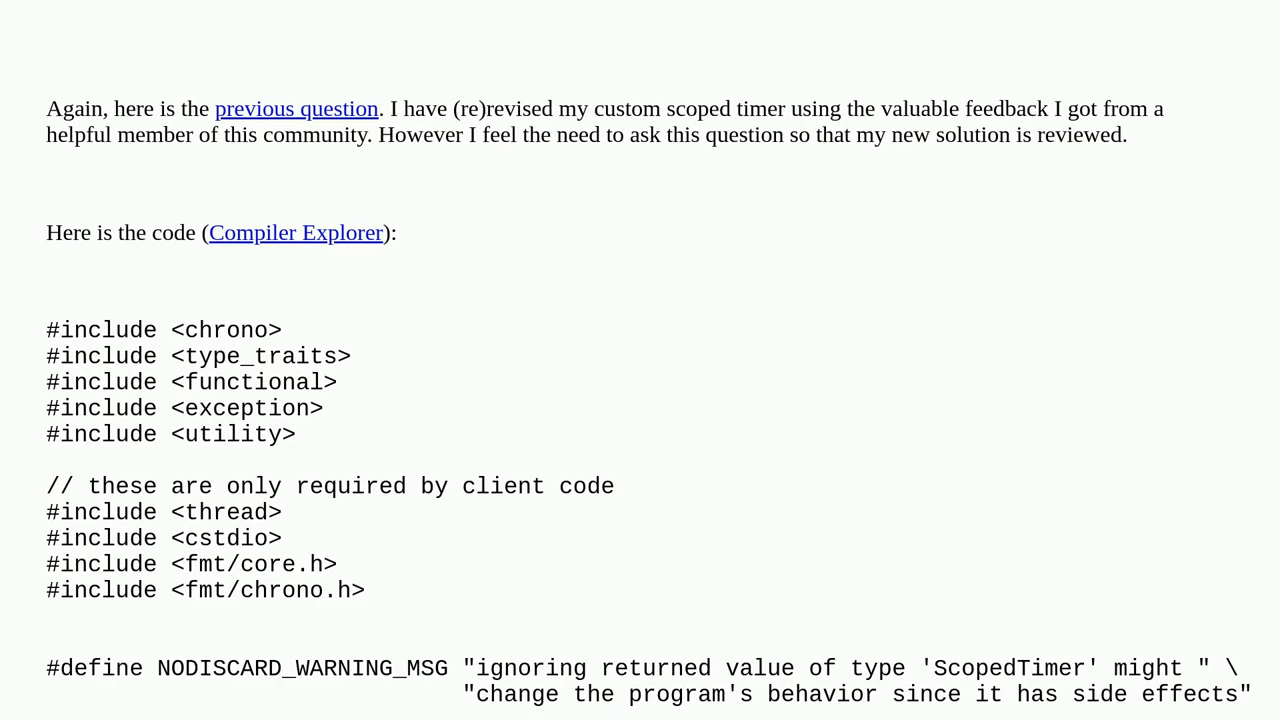 Again, here is the previous question. I have (re)revised my custom scoped timer using the valuable feedback I got from a
helpful member of this community. However I feel the need to ask this question so that my new solution is reviewed.
Here is the code (Compiler Explorer):
#include <chrono>
#include <type_traits>
#include <functional>
#include <exception>
#include <utility>
// these are only required by client code
#include <thread>
#include <cstdio>
#include <fmt/core.h>
#include <fmt/chrono.h>
#define NODISCARD_WARNING_MSG "ignoring returned value of type 'ScopedTimer' might " \
"change the program's behavior since it has side effects"